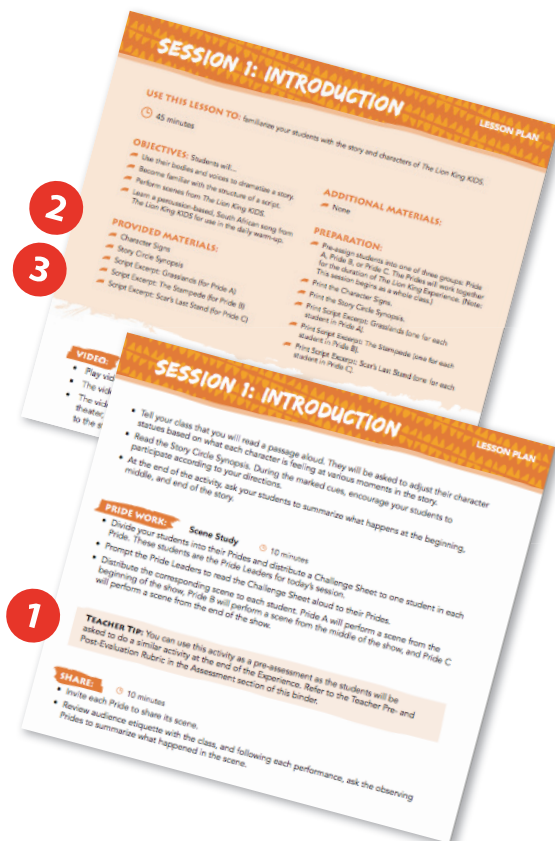 SESSION 1: INTRODUCTION
LESSON PLAN
USE THIS LESSON TO: familiarize your students with the story and characters of The Lion King KIDS.
45 minutes
OBJECTIVES: Students will...
Use their bodies and voices to dramatize a story.
Become familiar with the structure of a script.
Perform scenes from The Lion King KIDS.
Learn a percussion-based, South African song from
The Lion King KIDS for use in the daily warm-up.
2
PROVIDED MATERIALS:
3
Character Signs
Story Circle Synopsis
Script Excerpt: Grasslands (for Pride A)
Script Excerpt: The Stampede (for Pride B)
Script Excerpt: Scar's Last Stand (for Pride C)
ADDITIONAL MATERIALS:
None
PREPARATION:
Pre-assign students into one of three groups: Pride
A, Pride B, or Pride C. The Prides will work together
for the duration of The Lion King Experience. (Note:
This session begins as a whole class.)
Print the Character Signs.
Print the Story Circle Synopsis.
Print Script Excerpt: Grasslands (one for each
student in Pride A).
Print Script Excerpt: The Stampede (one for each
student in Pride B).
Print Script Excerpt: Scar's Last Stand (one for each
student in Pride C).
VIDEO:
Play vid
The vid
The vid
theater,
to the s
SESSION 1: INTRODUCTION
LESSON PLAN
• Tell your class that you will read a passage aloud. They will be asked to adjust their character
statues based on what each character is feeling at various moments in the story.
• Read the Story Circle Synopsis. During the marked cues, encourage your students to
participate according to your directions.
• At the end of the activity, ask your students to summarize what happens at the beginning,
middle, and end of the story.
PRIDE WORK: Scene Study 10 minutes
• Divide your students into their Prides and distribute a Challenge Sheet to one student in each
Pride. These students are the Pride Leaders for today's session.
• Prompt the Pride Leaders to read the Challenge Sheet aloud to their Prides.
• Distribute the corresponding scene to each student. Pride A will perform a scene from the
beginning of the show, Pride B will perform a scene from the middle of the show, and Pride C
will perform a scene from the end of the show.
1
TEACHER TIP: You can use this activity as a pre-assessment as the students will be
asked to do a similar activity at the end of the Experience. Refer to the Teacher Pre- and
Post-Evaluation Rubric in the Assessment section of this binder.
SHARE: 10 minutes
• Invite each Pride to share its scene.
• Review audience etiquette with the class, and following each performance, ask the observing
Prides to summarize what happened in the scene.